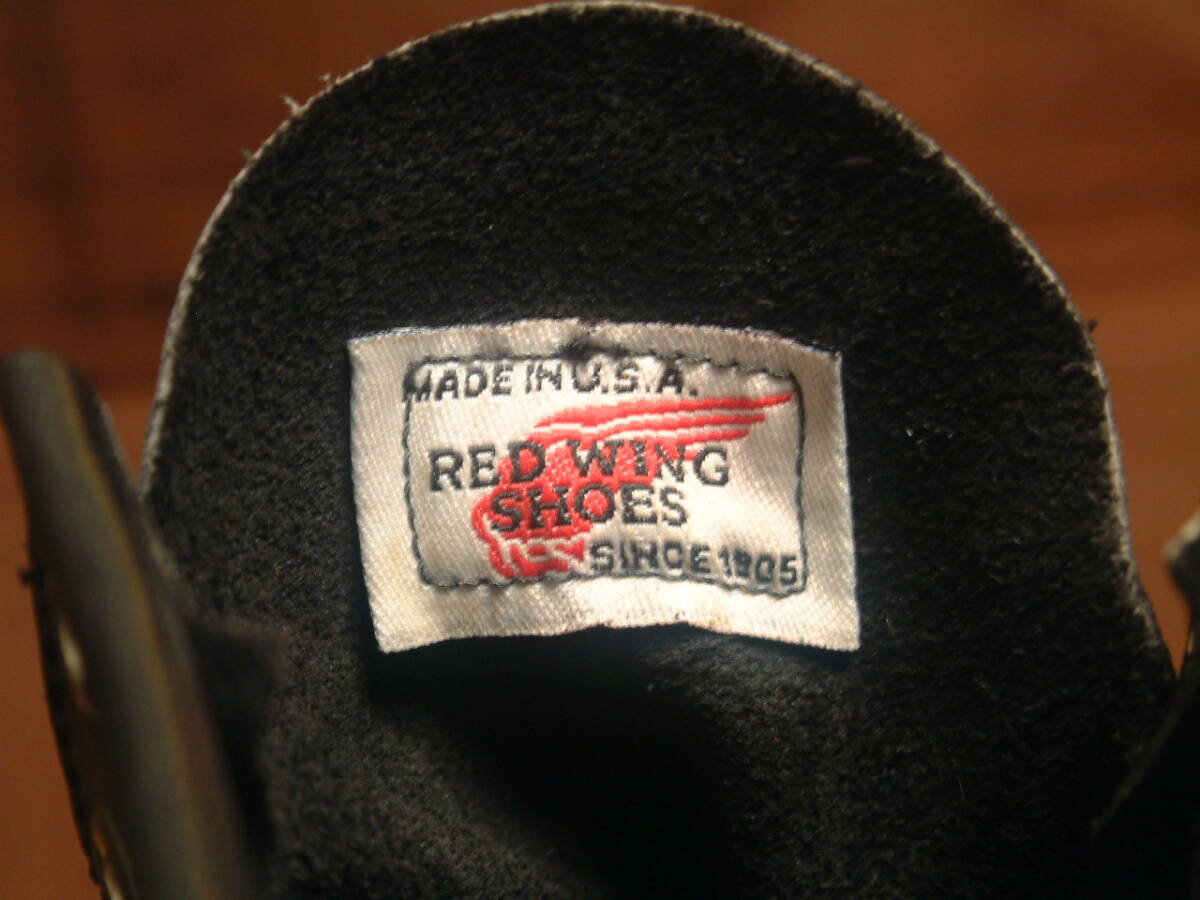 MADE IN U.S.A.
RED WING
SHOES
SINCE 1905